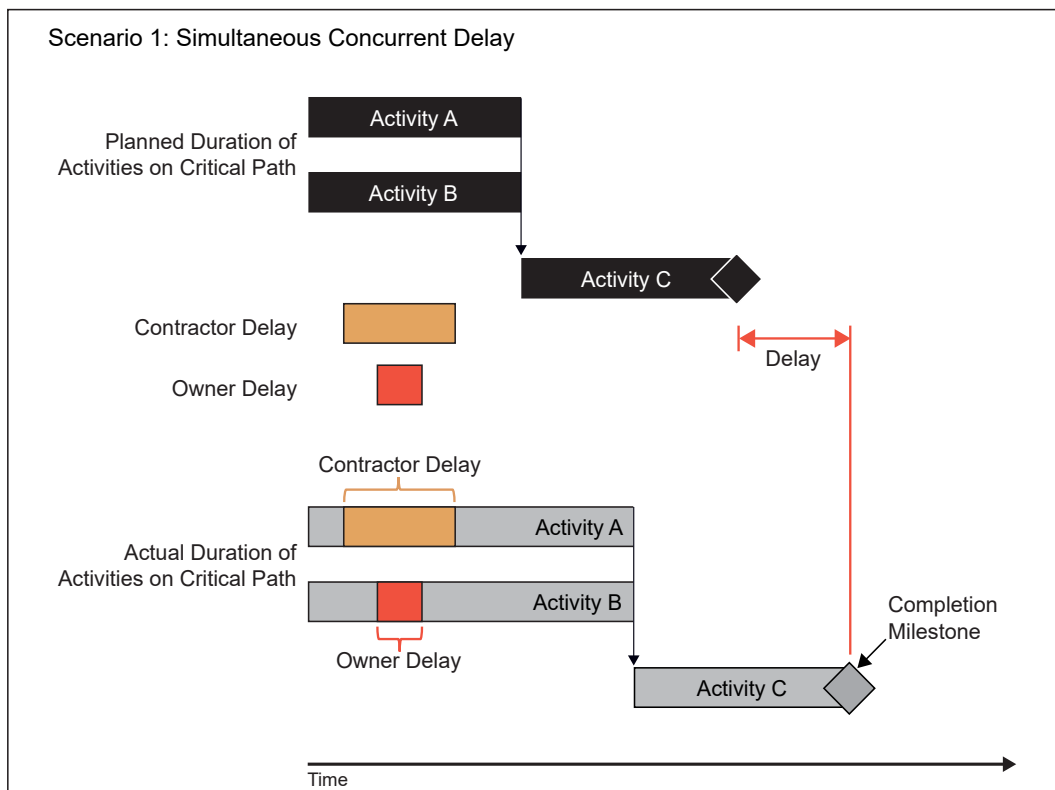 Scenario 1: Simultaneous Concurrent Delay
Activity A
Planned Duration of
Activities on Critical Path
Activity B
Activity C
Contractor Delay
Delay
Owner Delay
Contractor Delay
Activity A
Actual Duration of
Activities on Critical Path
Activity B
Completion
Milestone
Owner Delay
Activity C
Time